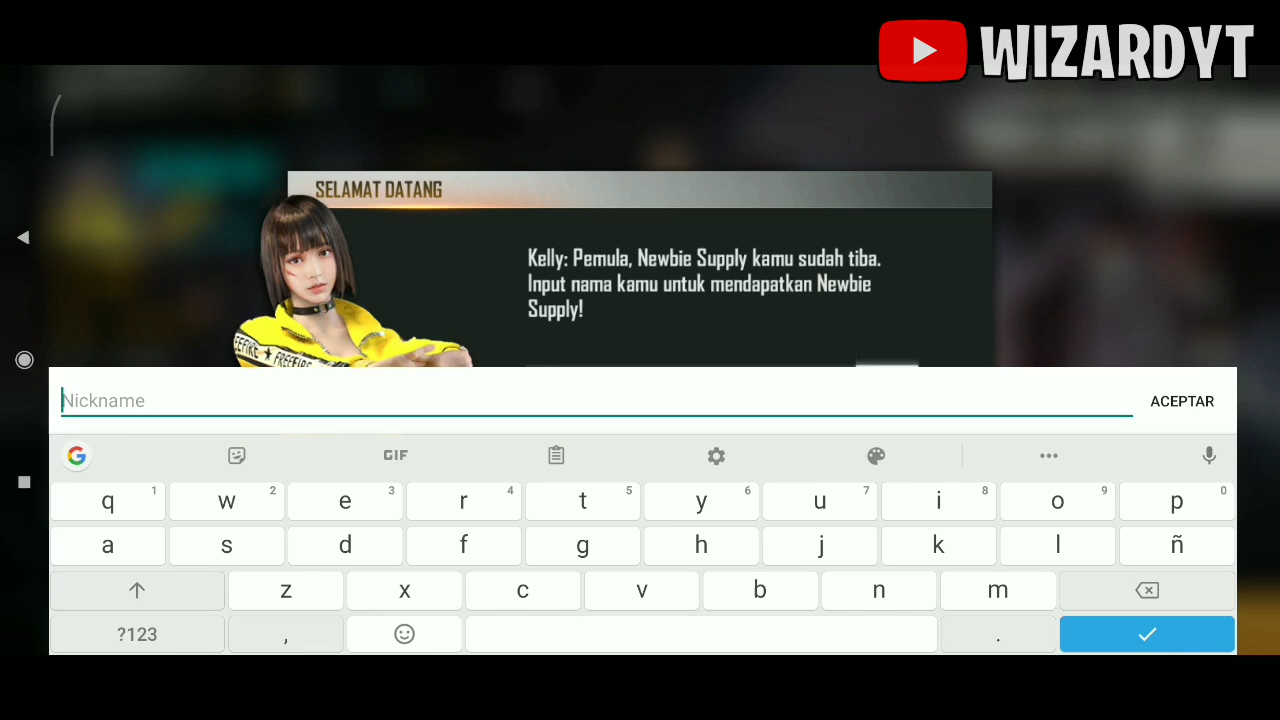 WIZARDYT
SELAMAT DATANG
Kelly: Pemula, Newbie Supply kamu sudah tiba.
Input nama kamu untuk mendapatkan Newbie
Supply!
FREEFIRE
Nickname
ACEPTAR
G
GIF
q 1 w 2 e 3 r 4 t 5 y 6 u 7 i 8 o 9 p 0
a s d f g h j k l ñ
z x c v b n m
?123 , .